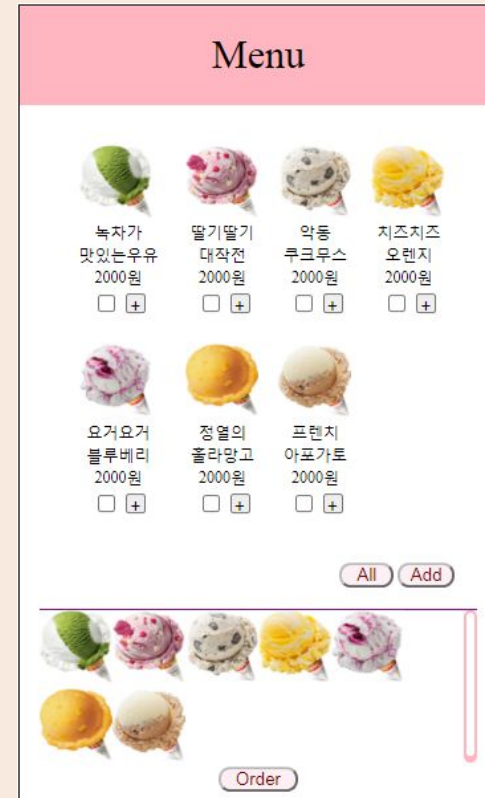 Menu
녹차가
맛있는우유
2000원
+
딸기딸기
대작전
2000원
+
악동
쿠크무스
2000원
+
치즈치즈
오렌지
2000원
+
요거요거
블루베리
2000원
+
정열의
홀라망고
2000원
+
프렌치
아포가토
2000원
+
All Add
Order